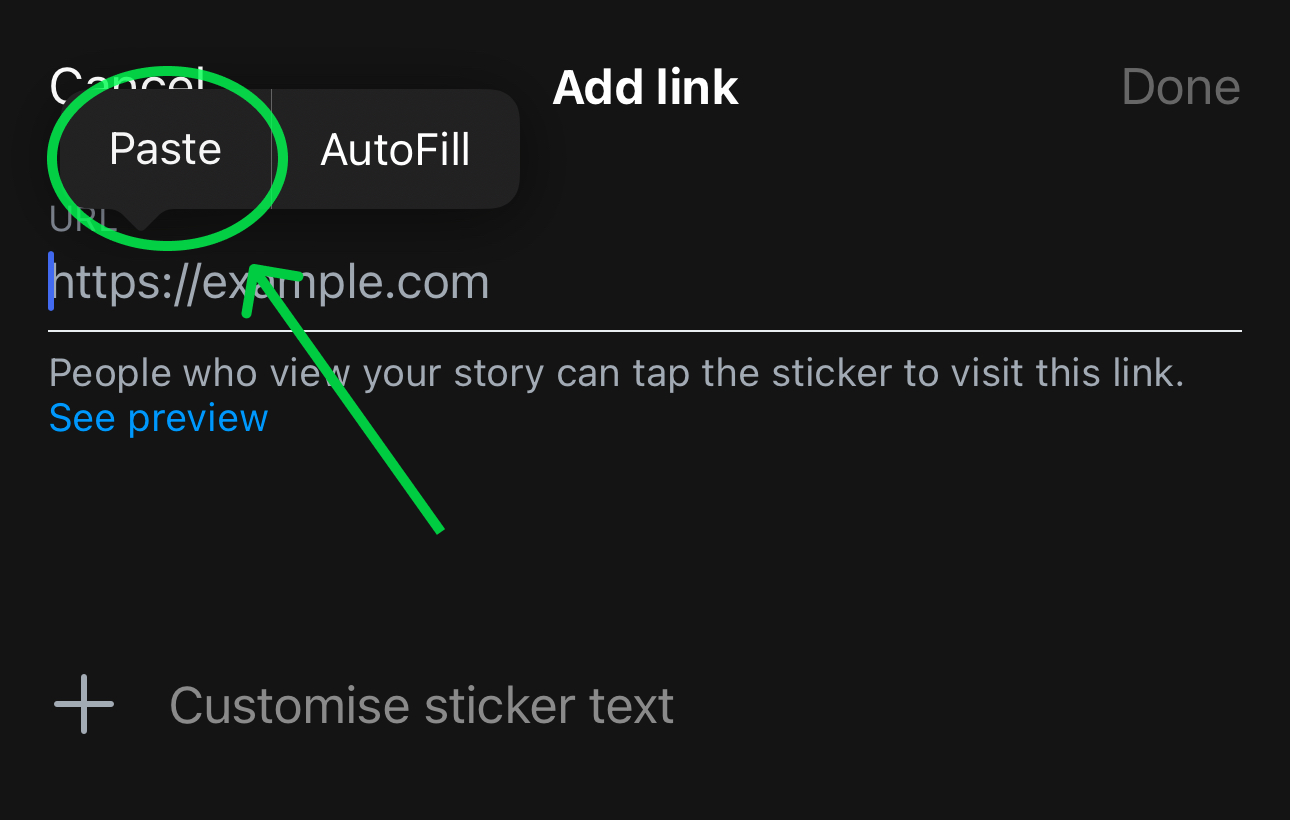 Cancel Add link Done
Paste AutoFill
URL
https://example.com
People who view your story can tap the sticker to visit this link.
See preview
Customise sticker text